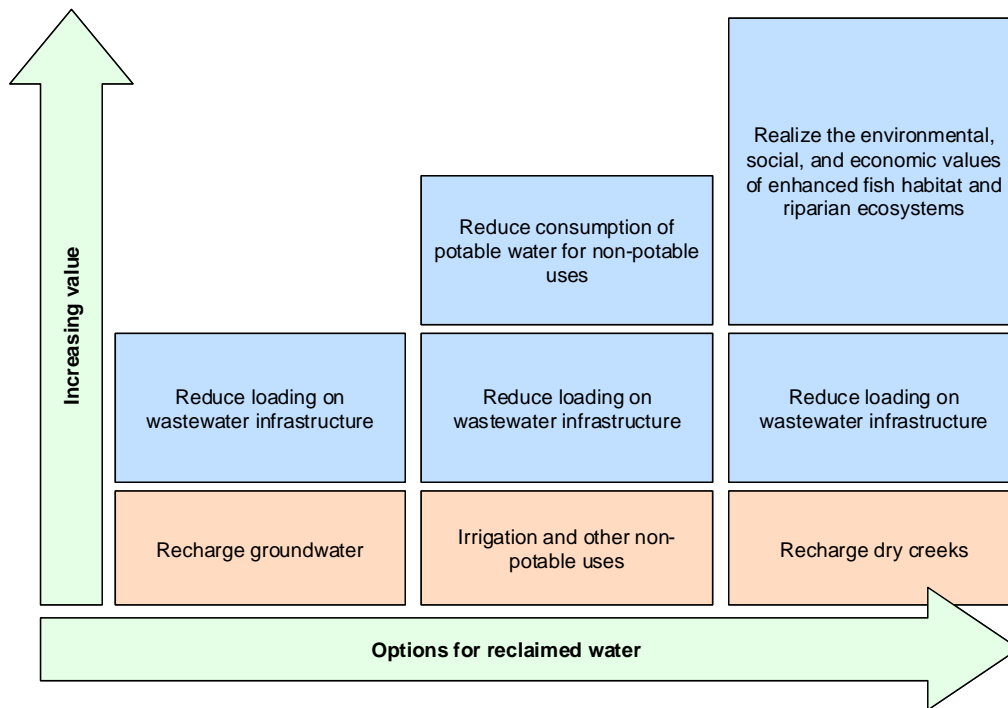 Realize the environmental,
social, and economic values
of enhanced fish habitat and
riparian ecosystems
Reduce consumption of
potable water for non-potable
uses
Increasing value
Reduce loading on
wastewater infrastructure
Reduce loading on
wastewater infrastructure
Reduce loading on
wastewater infrastructure
Recharge groundwater
Irrigation and other non-
potable uses
Recharge dry creeks
Options for reclaimed water